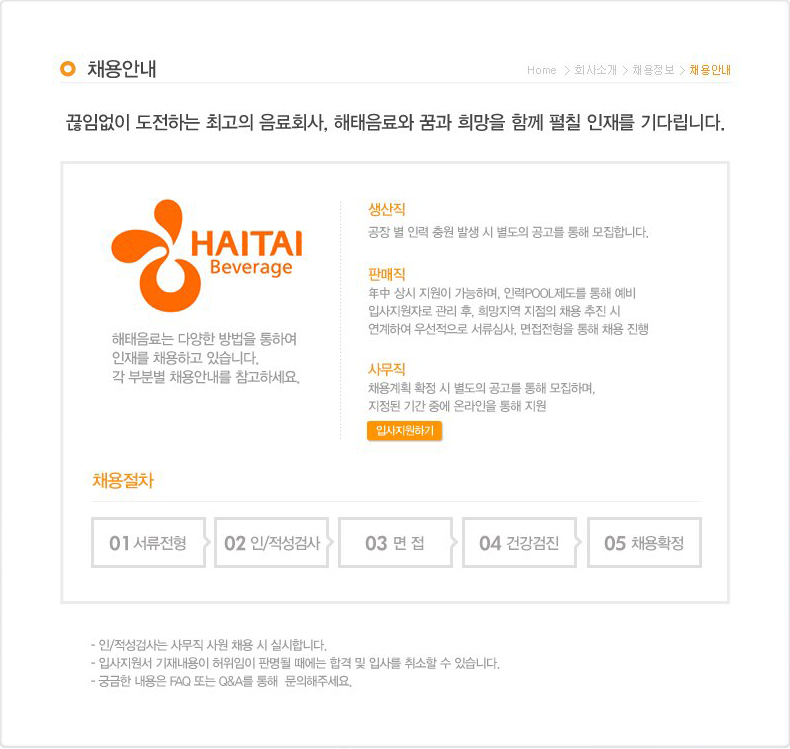 채용안내
Home > 회사소개 > 채용정보 > 채용안내
끊임없이 도전하는 최고의 음료회사, 해태음료와 꿈과 희망을 함께 펼칠 인재를 기다립니다.
HAITAI
Beverage
해태음료는 다양한 방법을 통하여
인재를 채용하고 있습니다.
각 부분별 채용안내를 참고하세요.
생산직
공장 별 인력 충원 발생 시 별도의 공고를 통해 모집합니다.
판매직
年中 상시 지원이 가능하며, 인력POOL제도를 통해 예비
입사지원자로 관리 후, 희망지역 지점의 채용 추진 시
연계하여 우선적으로 서류심사, 면접전형을 통해 채용 진행
사무직
채용계획 확정 시 별도의 공고를 통해 모집하며,
지정된 기간 중에 온라인을 통해 지원
입사지원하기
채용절차
01 서류전형
02 인/적성검사
03 면 접
04 건강검진
05 채용확정
- 인/적성검사는 사무직 사원 채용 시 실시합니다.
- 입사지원서 기재내용이 허위임이 판명될 때에는 합격 및 입사를 취소할 수 있습니다.
- 궁금한 내용은 FAQ 또는 Q&A를 통해 문의해주세요.